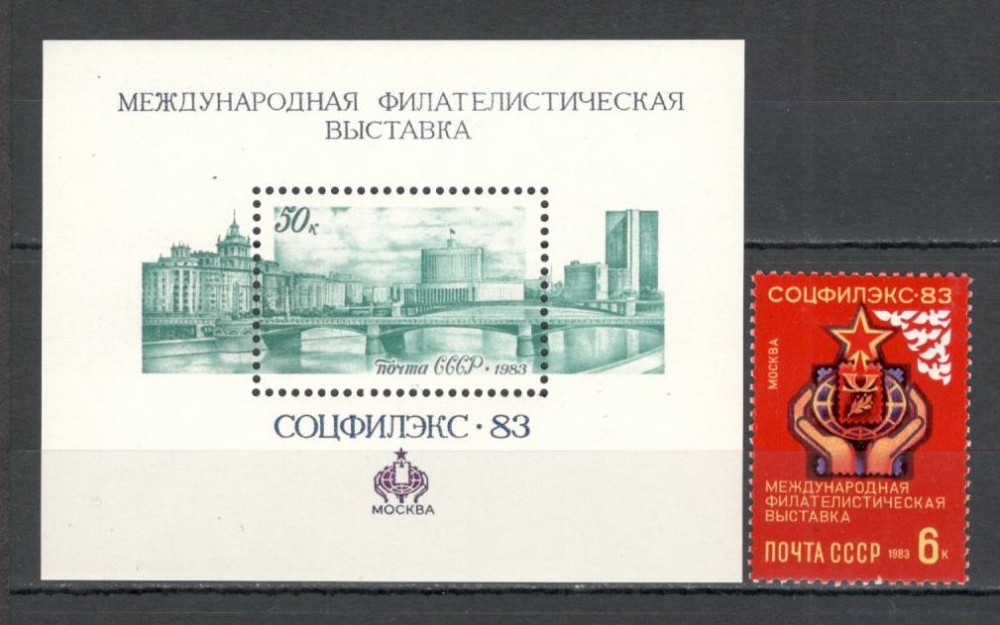 МЕЖДУНАРОДНАЯ ФИЛАТЕЛИСТИЧЕСКАЯ
ВЫСТАВКА
50к
почта СССР • 1983
СОЦФИЛЭКС • 83
МОСКВА
СОЦФИЛЭКС•83
МОСКВА
МЕЖДУНАРОДНАЯ
ФИЛАТЕЛИСТИЧЕСКАЯ
ВЫСТАВКА
ПОЧТА СССР 1983 6к